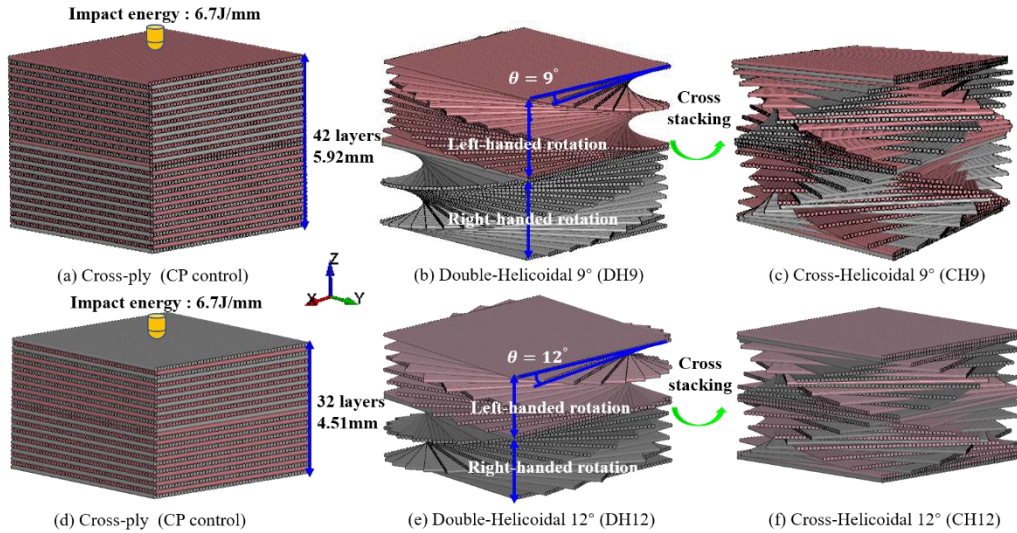 Impact energy : 6.7J/mm
42 layers
5.92mm
θ = 9°
Left-handed rotation
Right-handed rotation
Cross
stacking
(a) Cross-ply (CP control)
(b) Double-Helicoidal 9° (DH9)
(c) Cross-Helicoidal 9° (CH9)
Z
X
Y
Impact energy : 6.7J/mm
32 layers
4.51mm
θ = 12°
Left-handed rotation
Right-handed rotation
Cross
stacking
(d) Cross-ply (CP control)
(e) Double-Helicoidal 12° (DH12)
(f) Cross-Helicoidal 12° (CH12)